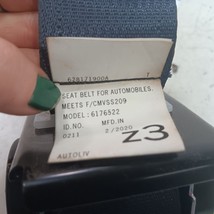 628171900A T
SEAT BELT FOR AUTOMOBILES.
MEETS F/CMVSS209
MODEL: 6176522
ID.NO. MFD.IN
0211 2/2020
Z3
AUTOLIV